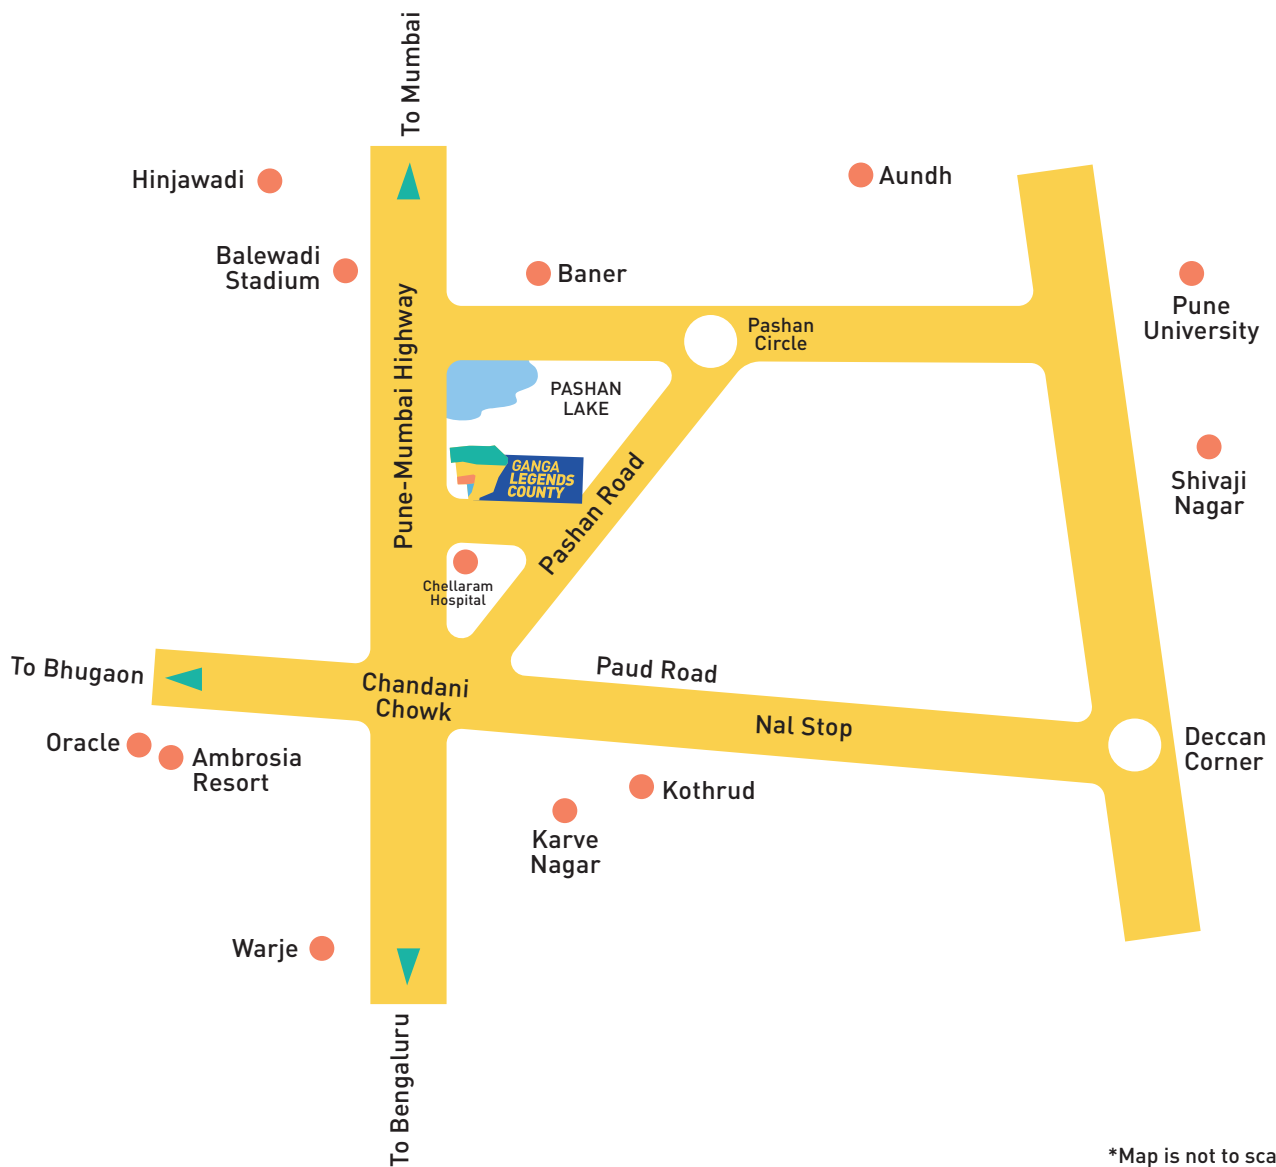 To Mumbai
Hinjawadi
Aundh
Balewadi
Stadium
Baner
Pune
University
Pune-Mumbai Highway
Pashan
Circle
PASHAN
LAKE
GANGA
LEGENDS
COUNTY
Pashan Road
Shivaji
Nagar
Chellaram
Hospital
To Bhugaon
Paud Road
Chandani
Chowk
Nal Stop
Deccan
Corner
Oracle
Ambrosia
Resort
Kothrud
Karve
Nagar
Warje
To Bengaluru
*Map is not to sca